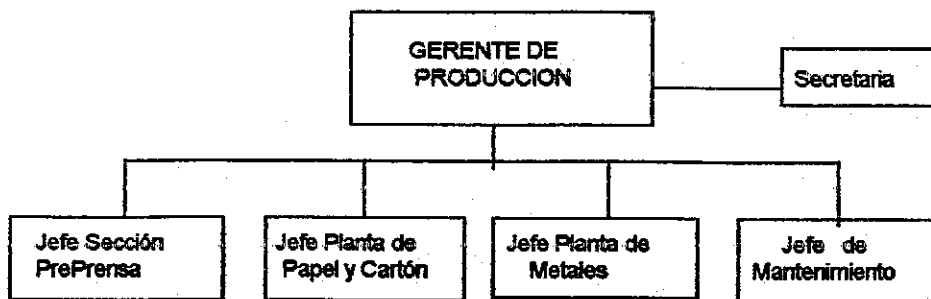 GERENTE DE
PRODUCCION
Secretaria
Jefe Sección
PrePrensa
Jefe Planta de
Papel y Cartón
Jefe Planta de
Metales
Jefe de
Mantenimiento